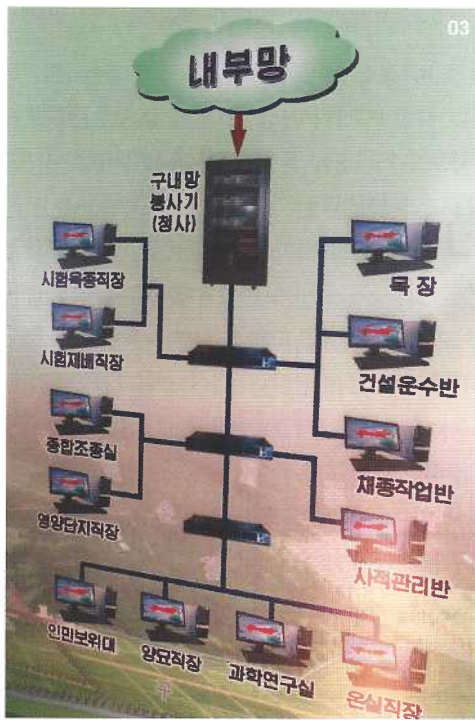 03
내부망
구내망
봉사기
(청사)
시험육종직장
목장
시험재배직장
건설운수반
종합조종실
채종작업반
영양단지직장
사적관리반
인민보위대
양묘직장
과학연구실
온실직장